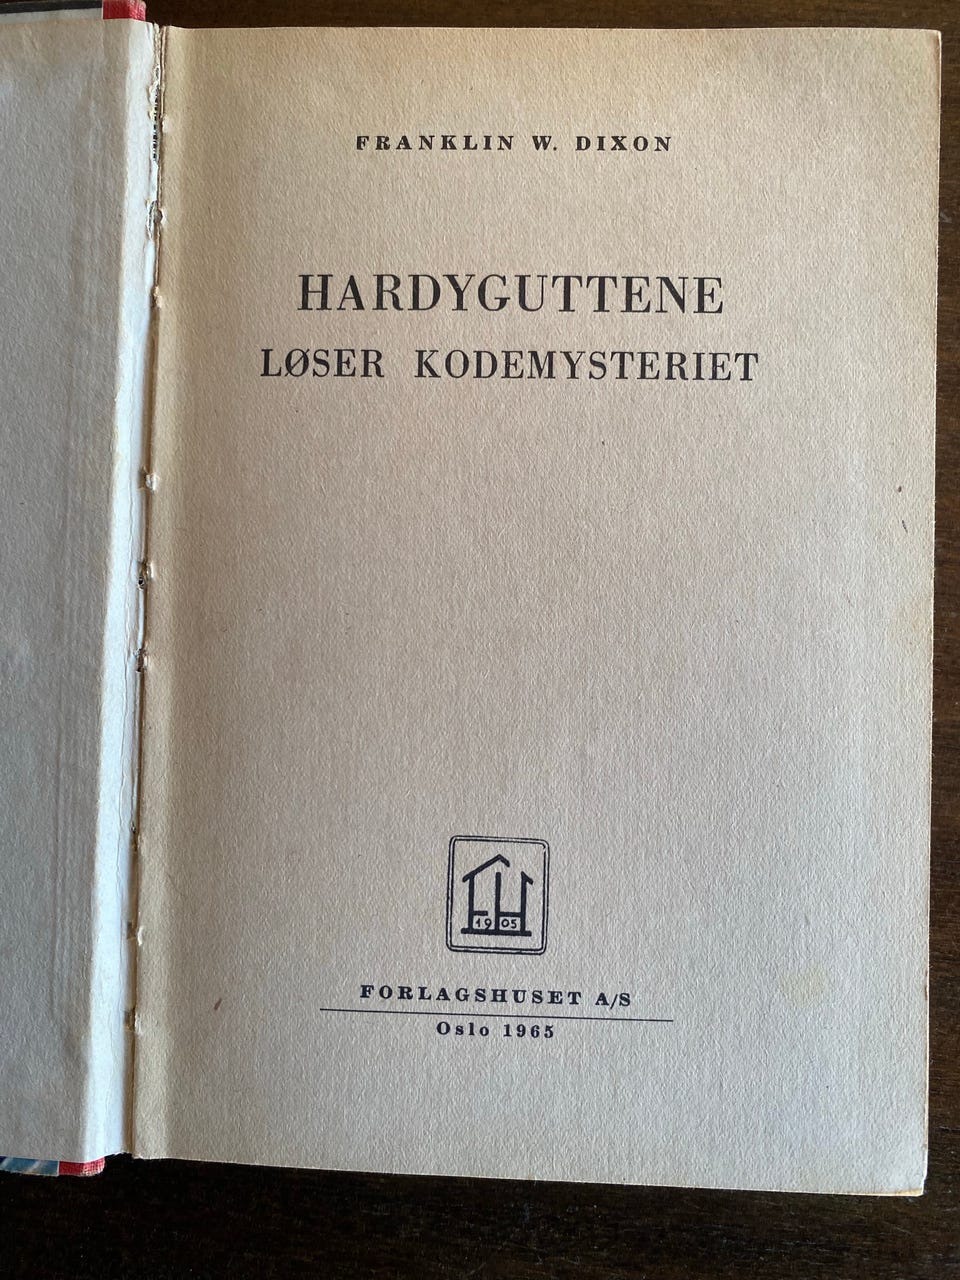 FRANKLIN W. DIXON
HARDYGUTTENE
LØSER KODEMYSTERIET
FH
1905
FORLAGSHUSET A/S
Oslo 1965